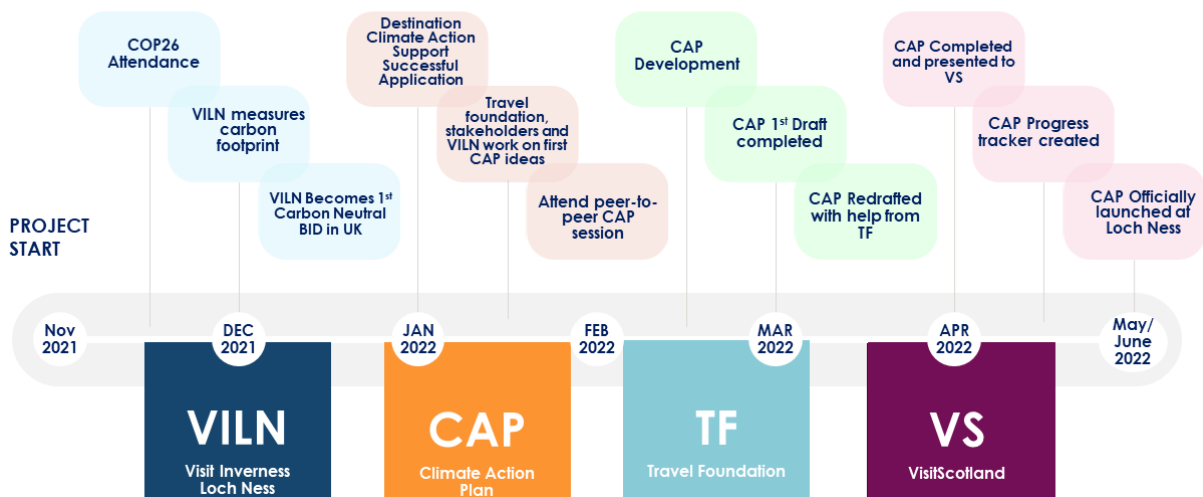 COP26
Attendance
VILN measures
carbon
footprint
VILN Becomes 1st
Carbon Neutral
BID in UK
Destination
Climate Action
Support
Successful
Application
Travel
foundation,
stakeholders and
VILN work on first
CAP ideas
Attend peer-to-
peer CAP
session
CAP
Development
CAP 1st Draft
completed
CAP Redrafted
with help from
TF
CAP Completed
and presented to
VS
CAP Progress
tracker created
CAP Officially
launched at
Loch Ness
PROJECT
START
Nov
2021
DEC
2021
JAN
2022
FEB
2022
MAR
2022
APR
2022
May/
June
2022
VILN
Visit Inverness
Loch Ness
CAP
Climate Action
Plan
TF
Travel Foundation
VS
VisitScotland